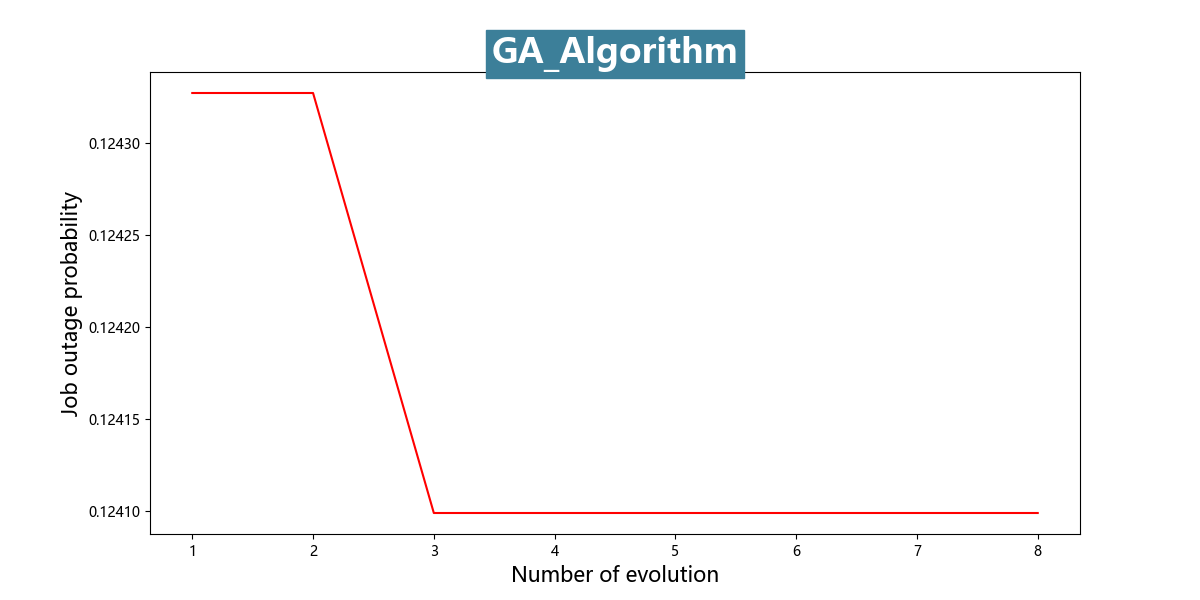 GA_Algorithm
Job outage probability
0.12430
0.12425
0.12420
0.12415
0.12410
1 2 3 4 5 6 7 8
Number of evolution